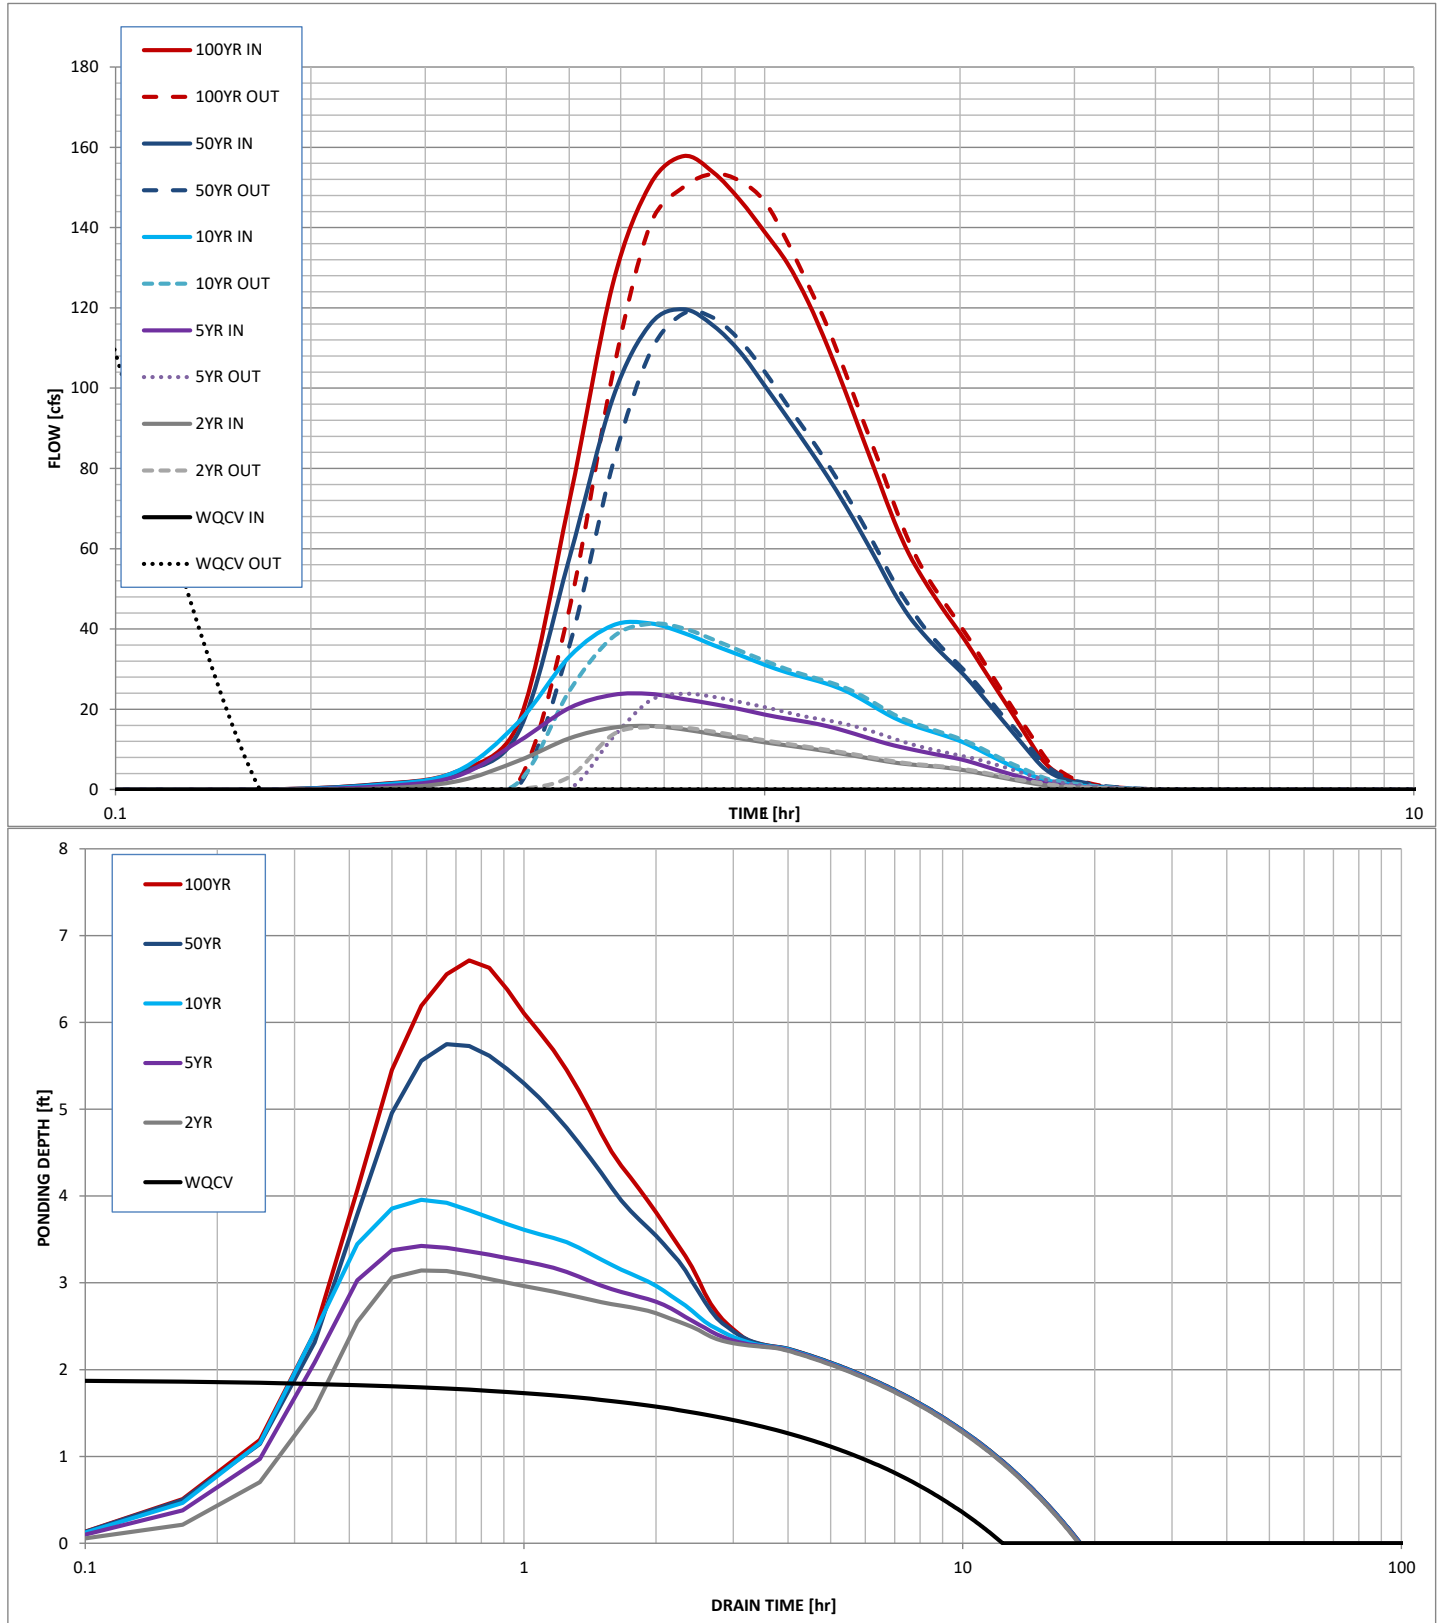 100YR IN
100YR OUT
50YR IN
50YR OUT
10YR IN
10YR OUT
5YR IN
5YR OUT
2YR IN
2YR OUT
WQCV IN
WQCV OUT
180
160
140
120
100
80
60
40
20
0
FLOW [cfs]
0.1
1
10
TIME [hr]
100YR
50YR
10YR
5YR
2YR
WQCV
8
7
6
5
4
3
2
1
0
PONDING DEPTH [ft]
0.1
1
10
100
DRAIN TIME [hr]